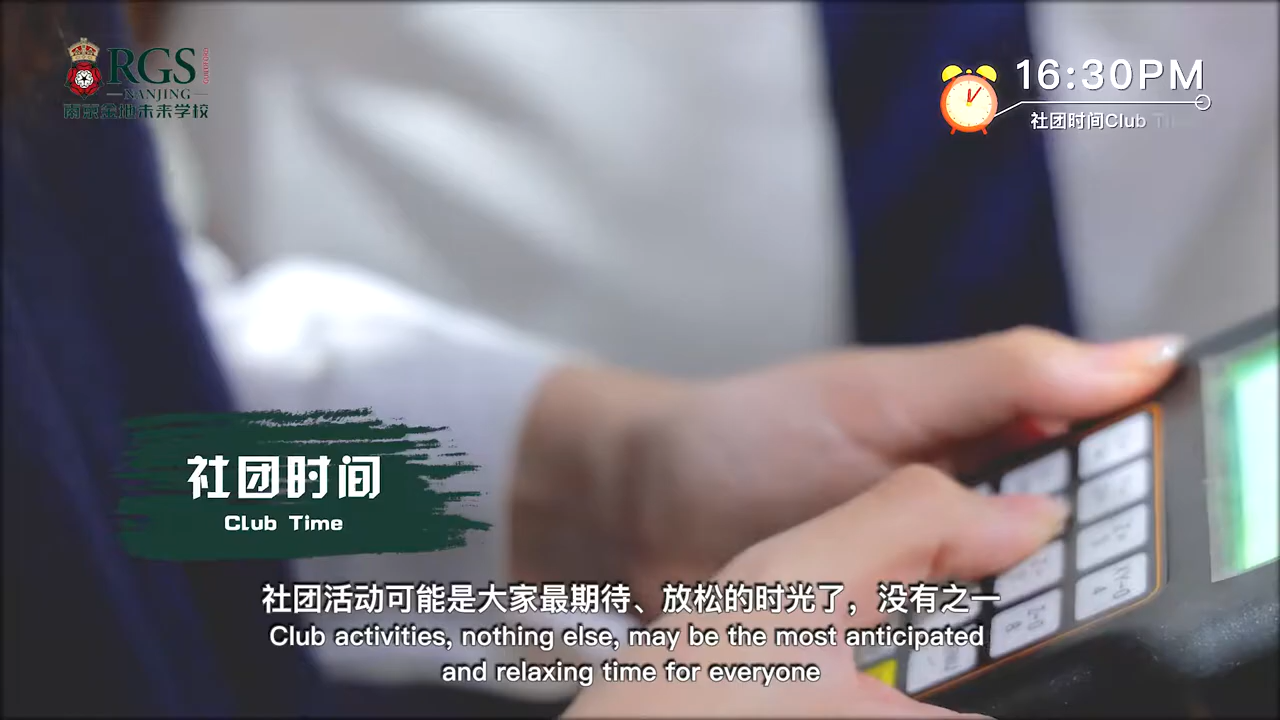 RGS
GUILDFORD
NANJING
南京金地未来学校
16:30PM
社团时间Club
社团时间
Club Time
社团活动可能是大家最期待、放松的时光了，没有之一
Club activities, nothing else, may be the most anticipated
and relaxing time for everyone